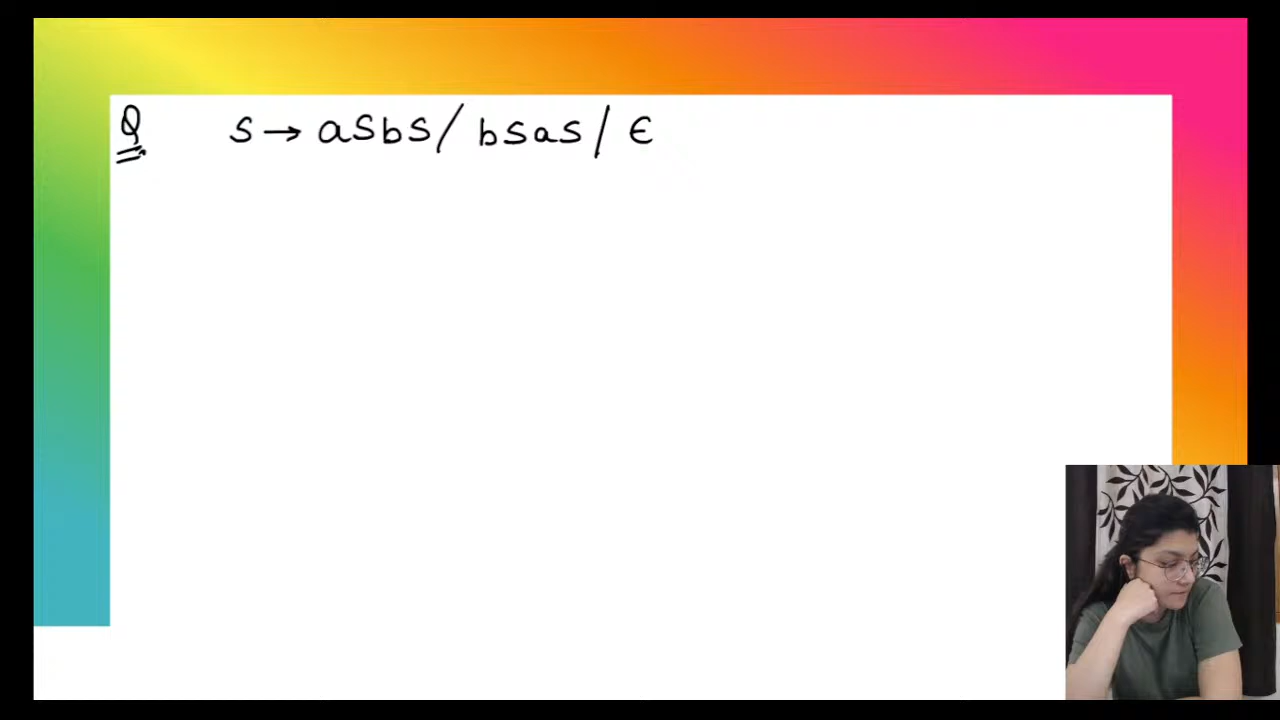 Q S → aSbS / bSaS / ϵ